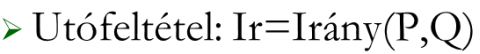 ➢ Utófeltétel: Ir=Irány(P,Q)